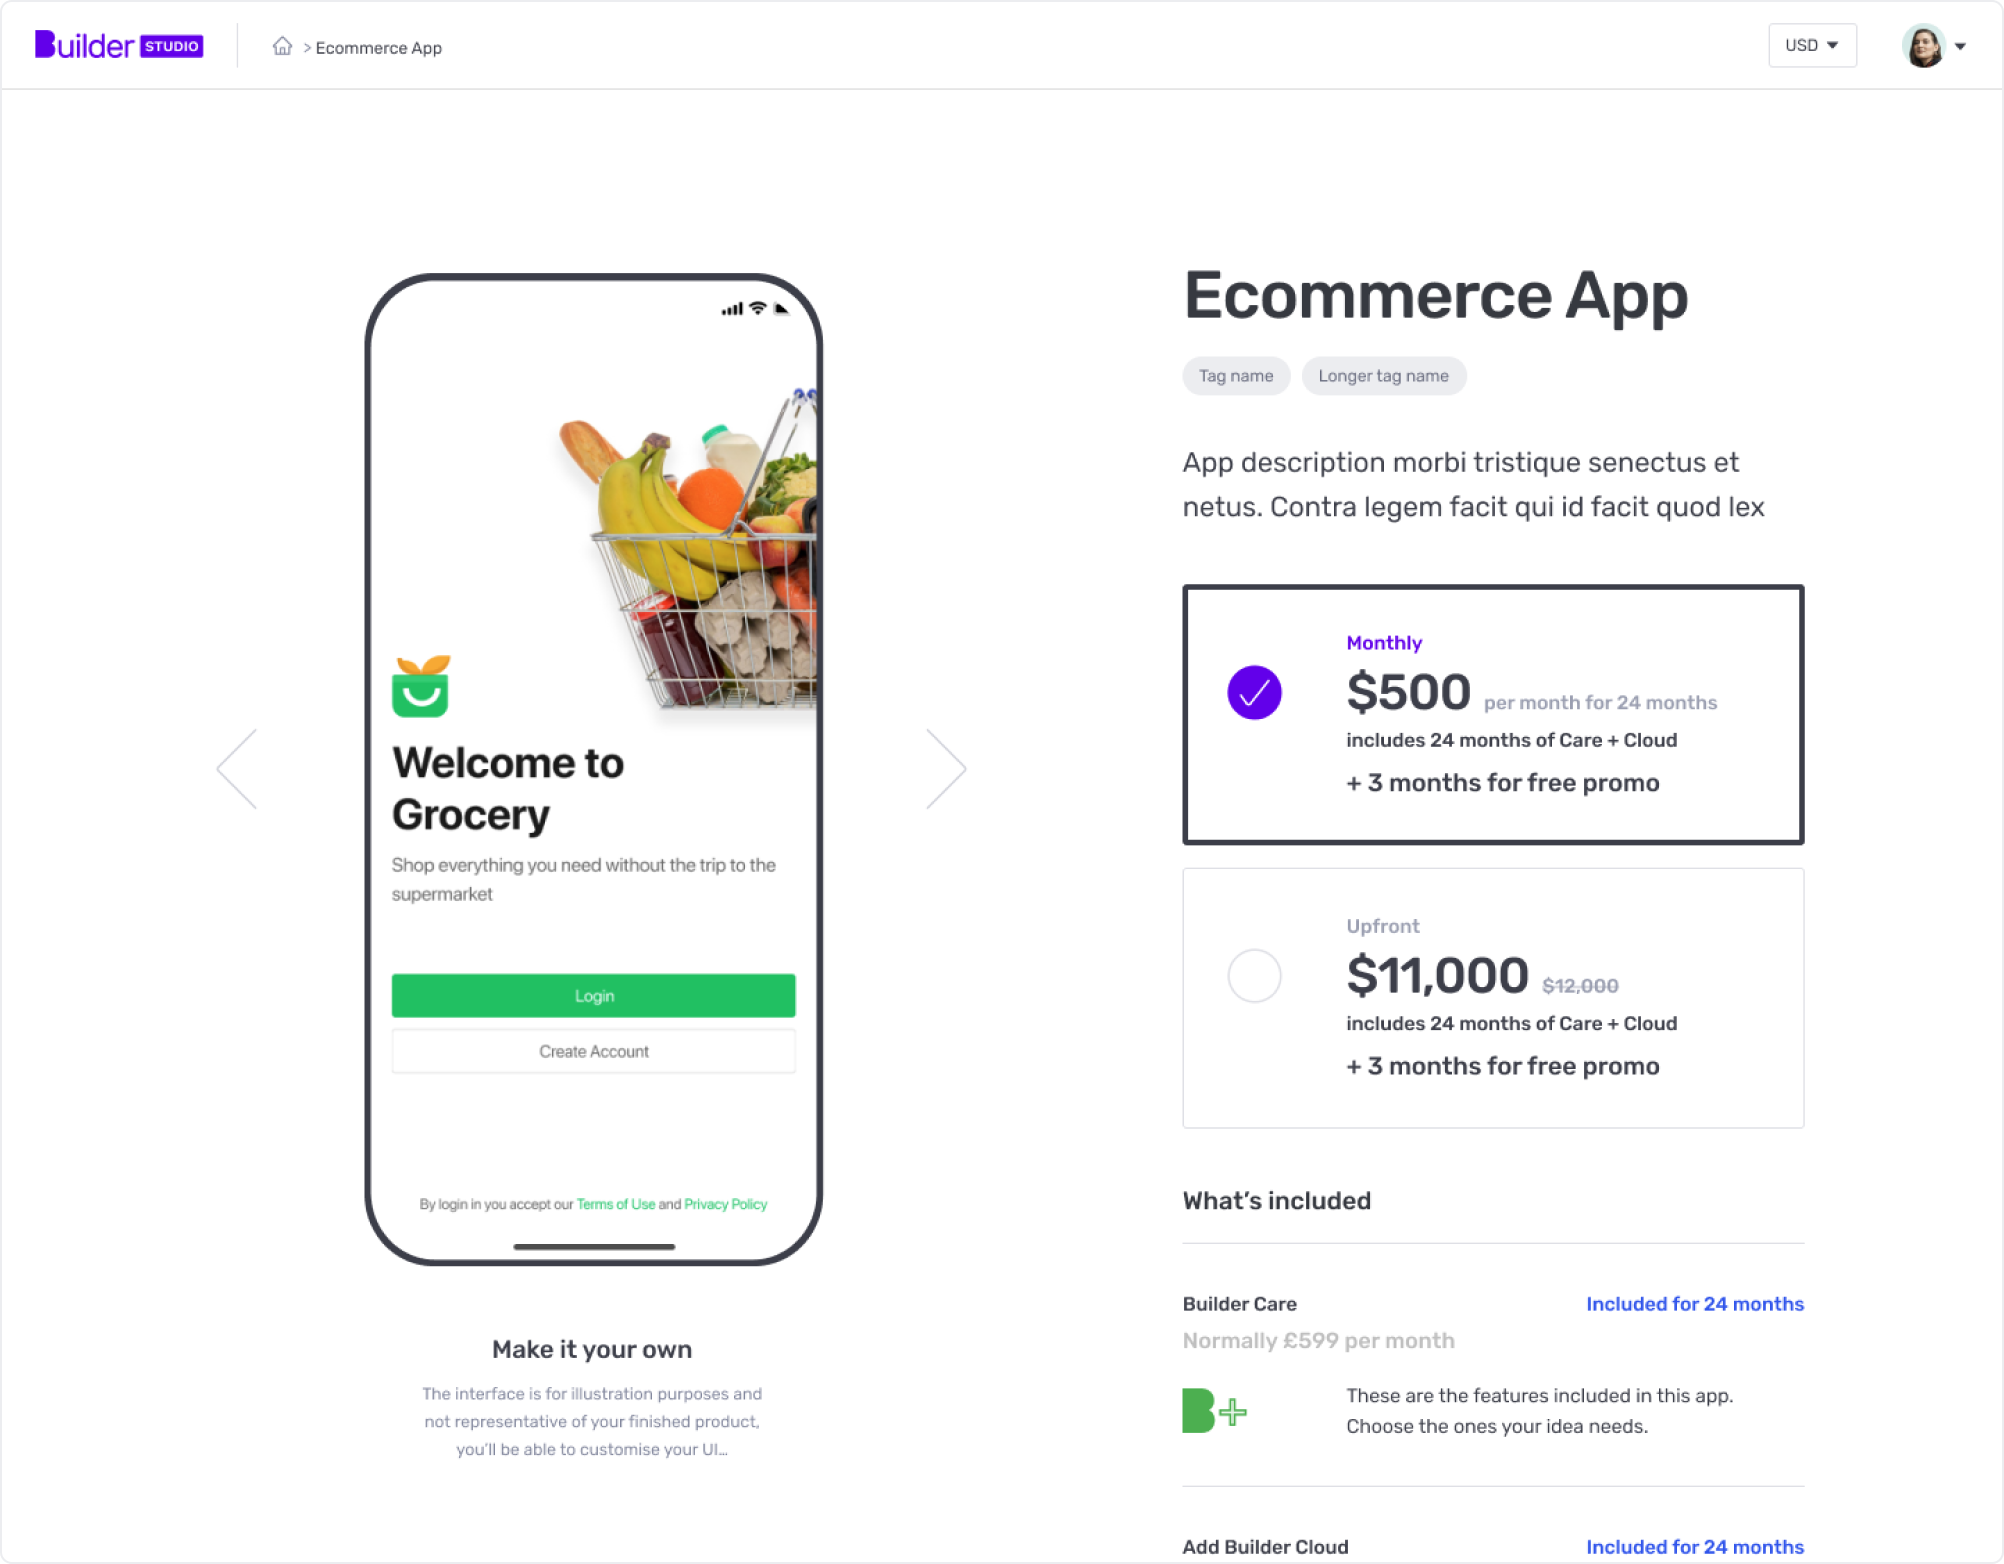 Builder STUDIO
> Ecommerce App
USD
Ecommerce App
Tag name
Longer tag name
App description morbi tristique senectus et
netus. Contra legem facit qui id facit quod lex
Monthly
$500 per month for 24 months
includes 24 months of Care + Cloud
+ 3 months for free promo
Upfront
$11,000 $12,000
includes 24 months of Care + Cloud
+ 3 months for free promo
What's included
Builder Care
Included for 24 months
Normally £599 per month
B+
These are the features included in this app.
Choose the ones your idea needs.
Add Builder Cloud
Included for 24 months
Welcome to
Grocery
Shop everything you need without the trip to the
supermarket
Login
Create Account
By login in you accept our Terms of Use and Privacy Policy
Make it your own
The interface is for illustration purposes and
not representative of your finished product,
you'll be able to customise your UI...